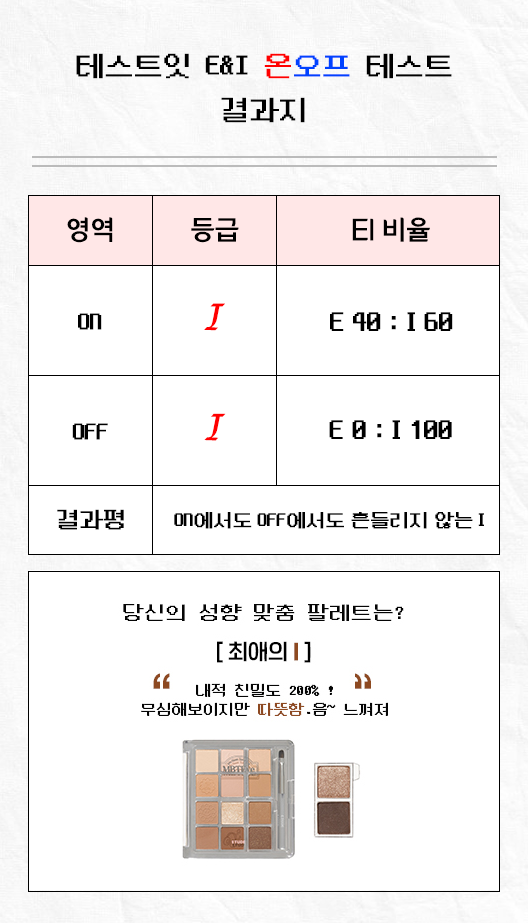 테스트잇 E&I 온오프 테스트
결과지
영역 등급 EI 비율
ON I E 40 : I 60
OFF I E 0 : I 100
결과평 ON에서도 OFF에서도 흔들리지 않는 I
당신의 성향 맞춤 팔레트는?
[ 최애의 I ]
“ 내적 친밀도 200% ! ”
무심해보이지만 따뜻함.음~ 느껴져